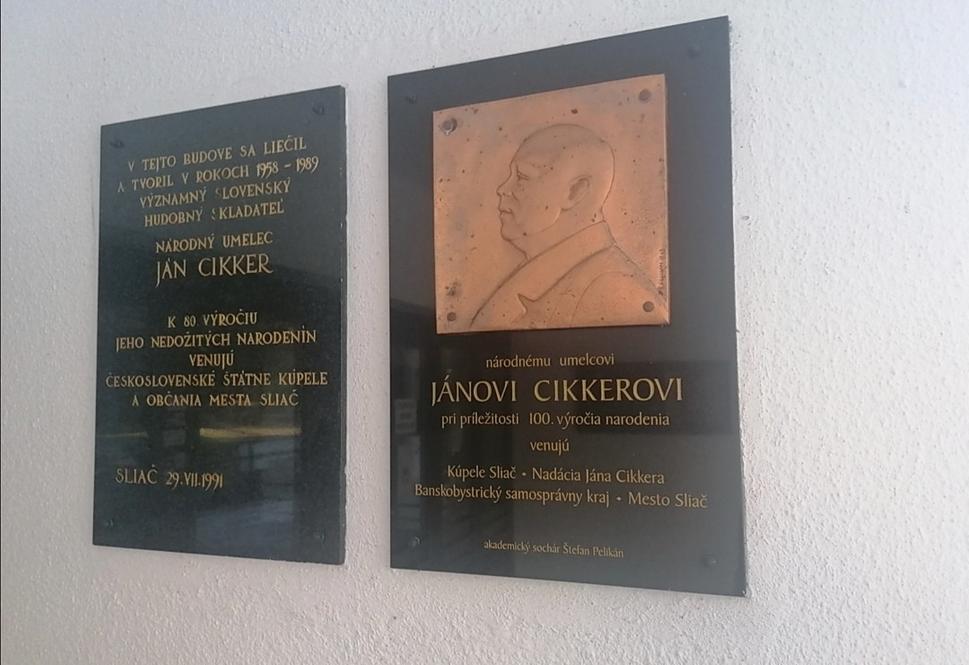 V TEJTO BUDOVE SA LIEČIL
A TVORIL V ROKOCH 1958 - 1989
VÝZNAMNÝ SLOVENSKÝ
HUDOBNÝ SKLADATEĽ
NÁRODNÝ UMELEC
JÁN CIKKER
K 80 VÝROČIU
JEHO NEDOŽITÝCH NARODENÍN
VENUJÚ
ČESKOSLOVENSKÉ ŠTÁTNE KÚPELE
A OBČANIA MESTA SLIAČ
SLIAČ 29.VII.1991
národnému umelcovi
JÁNOVI CIKKEROVI
pri príležitosti 100. výročia narodenia
venujú
Kúpele Sliač • Nadácia Jána Cikkera
Banskobystrický samosprávny kraj • Mesto Sliač
akademický sochár Štefan Pelikán